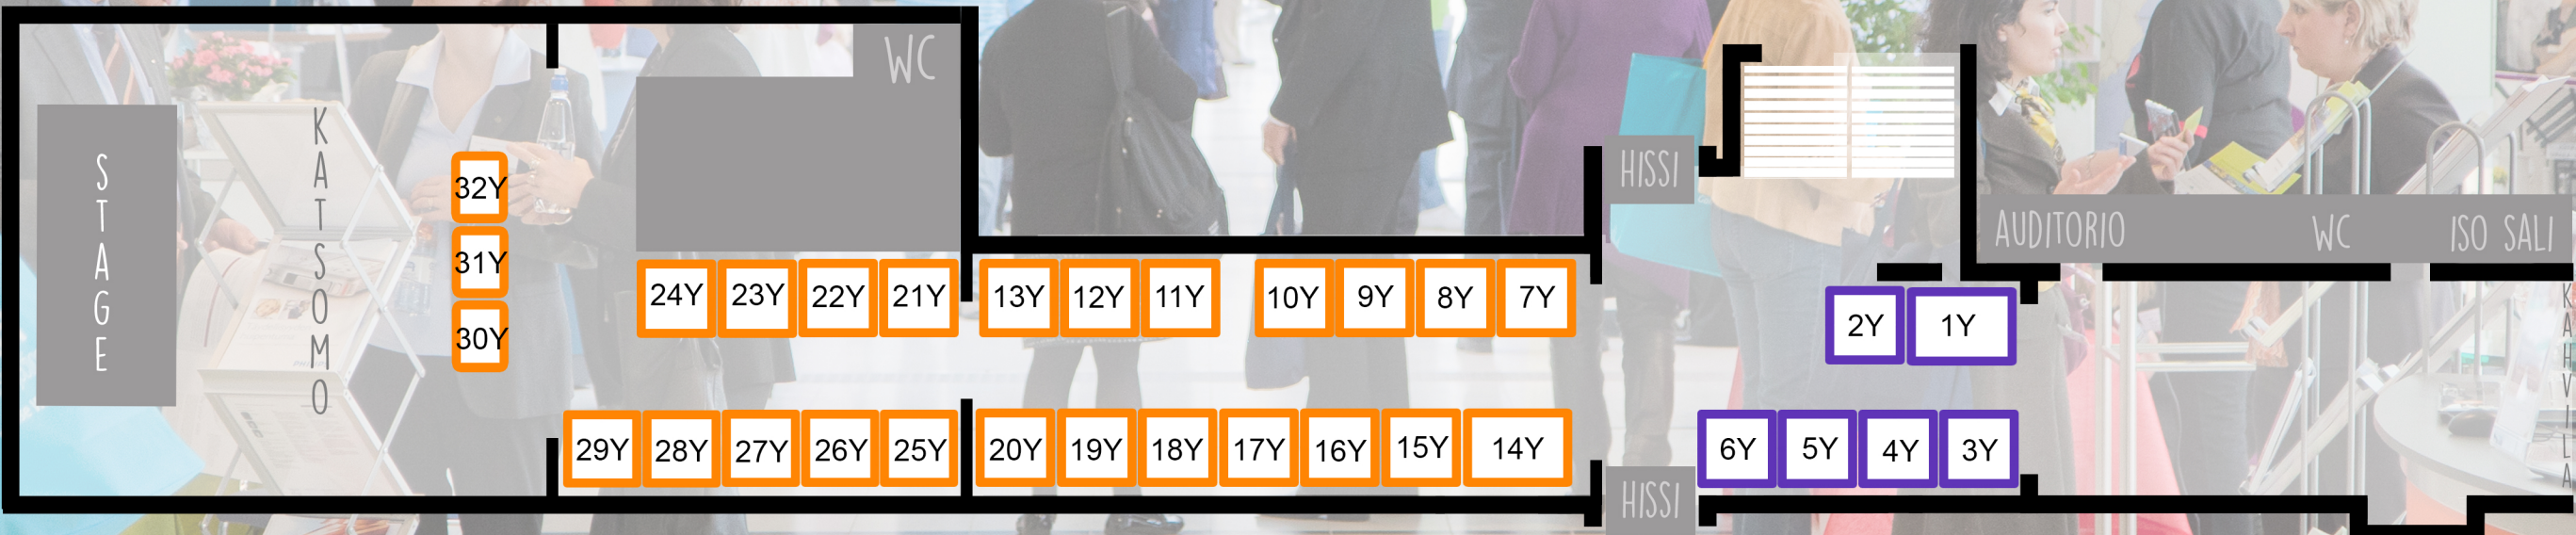 STAGE
KATSOMO
WC
32Y
31Y
30Y
24Y 23Y 22Y 21Y
29Y 28Y 27Y 26Y 25Y
13Y 12Y 11Y 10Y 9Y 8Y 7Y
20Y 19Y 18Y 17Y 16Y 15Y 14Y
HISSI
HISSI
2Y 1Y
6Y 5Y 4Y 3Y
AUDITORIO WC ISO SALI
KAHVILA